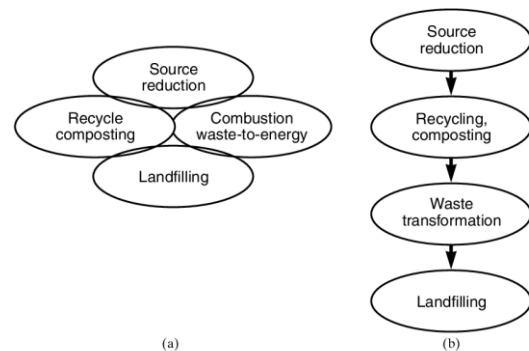 Source
reduction
Recycle
composting
Combustion
waste-to-energy
Landfilling
(a)
Source
reduction
Recycling,
composting
Waste
transformation
Landfilling
(b)